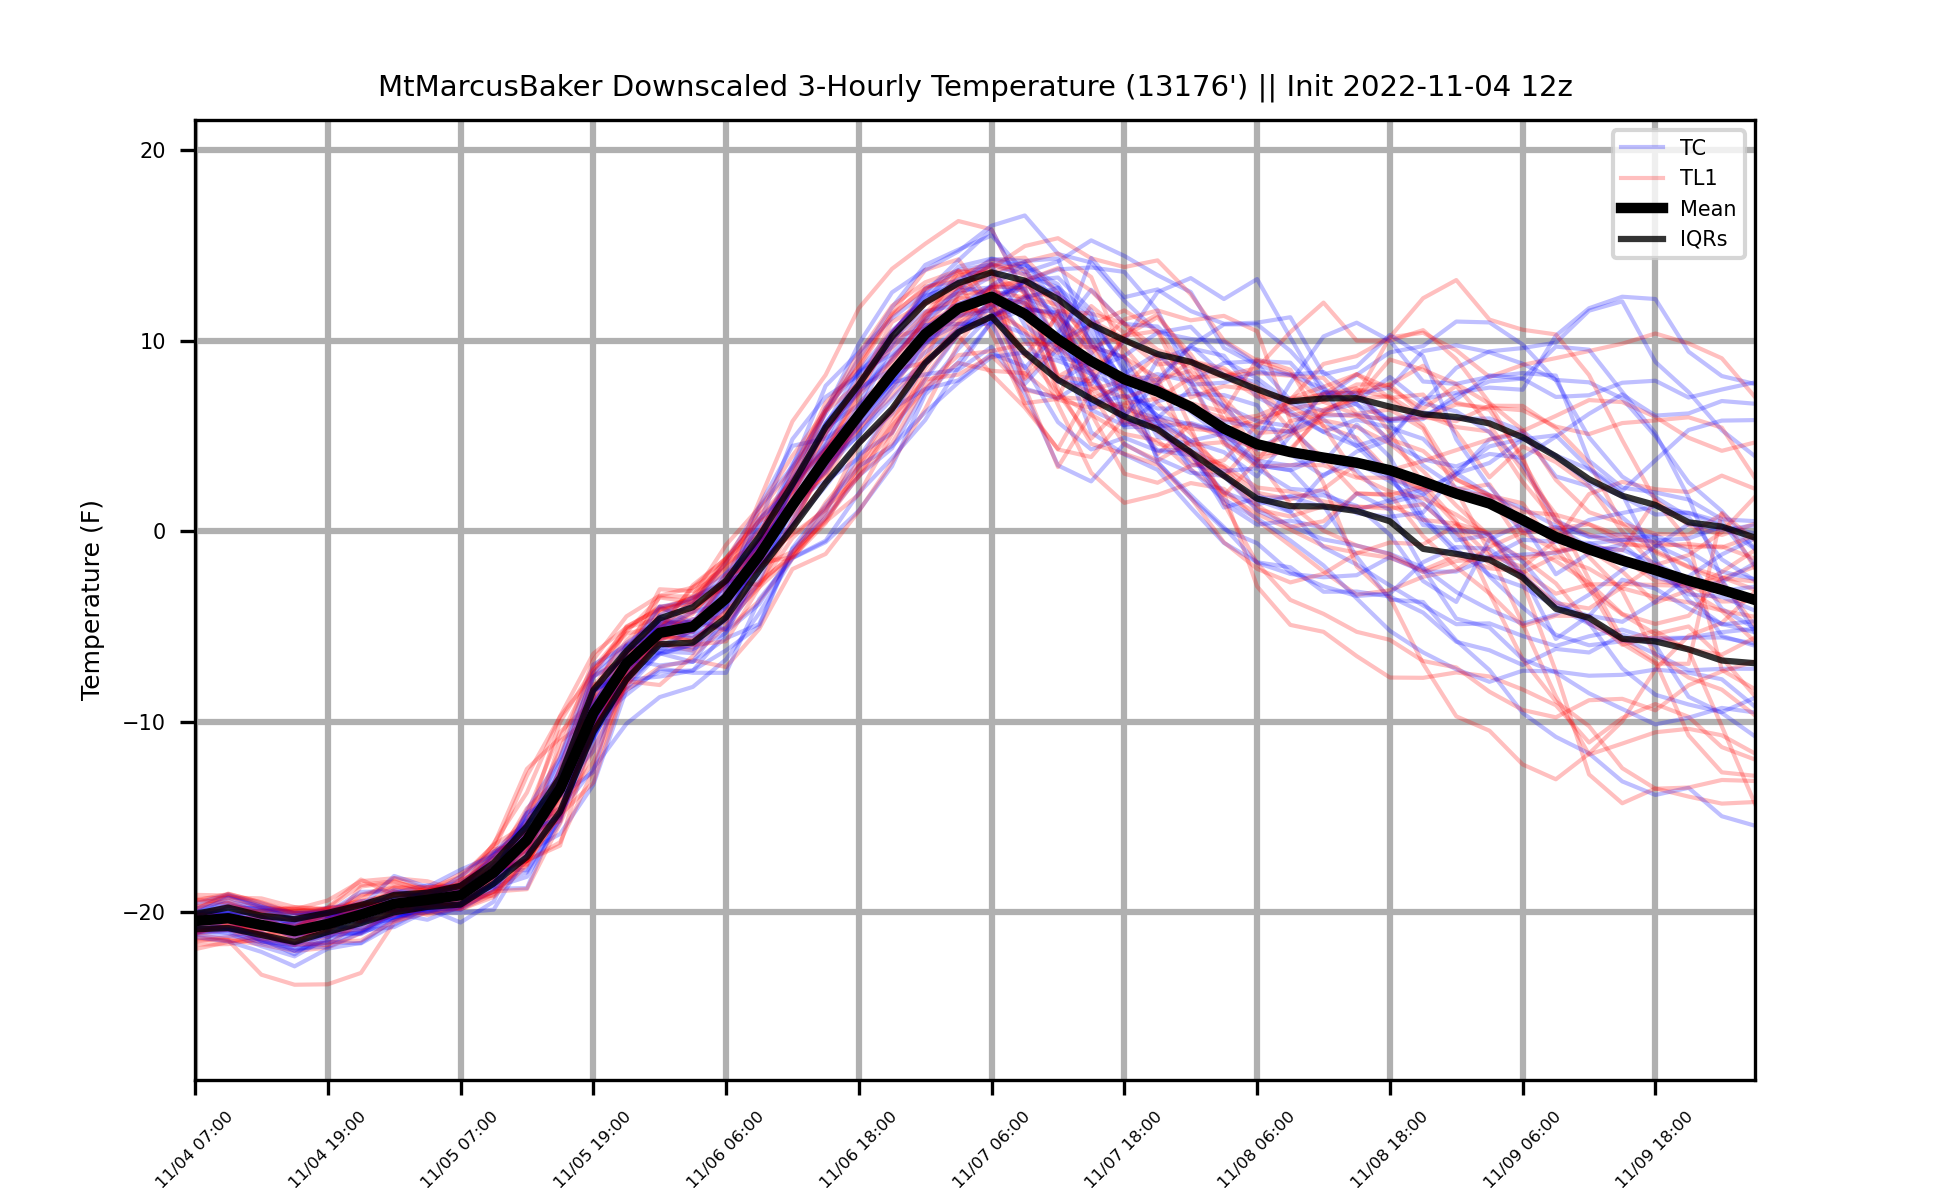 MtMarcusBaker Downscaled 3-Hourly Temperature (13176') || Init 2022-11-04 12z
TC
TL1
Mean
IQRs
Temperature (F)
20
10
0
−10
−20
11/04 07:00
11/04 19:00
11/05 07:00
11/05 19:00
11/06 06:00
11/06 18:00
11/07 06:00
11/07 18:00
11/08 06:00
11/08 18:00
11/09 06:00
11/09 18:00